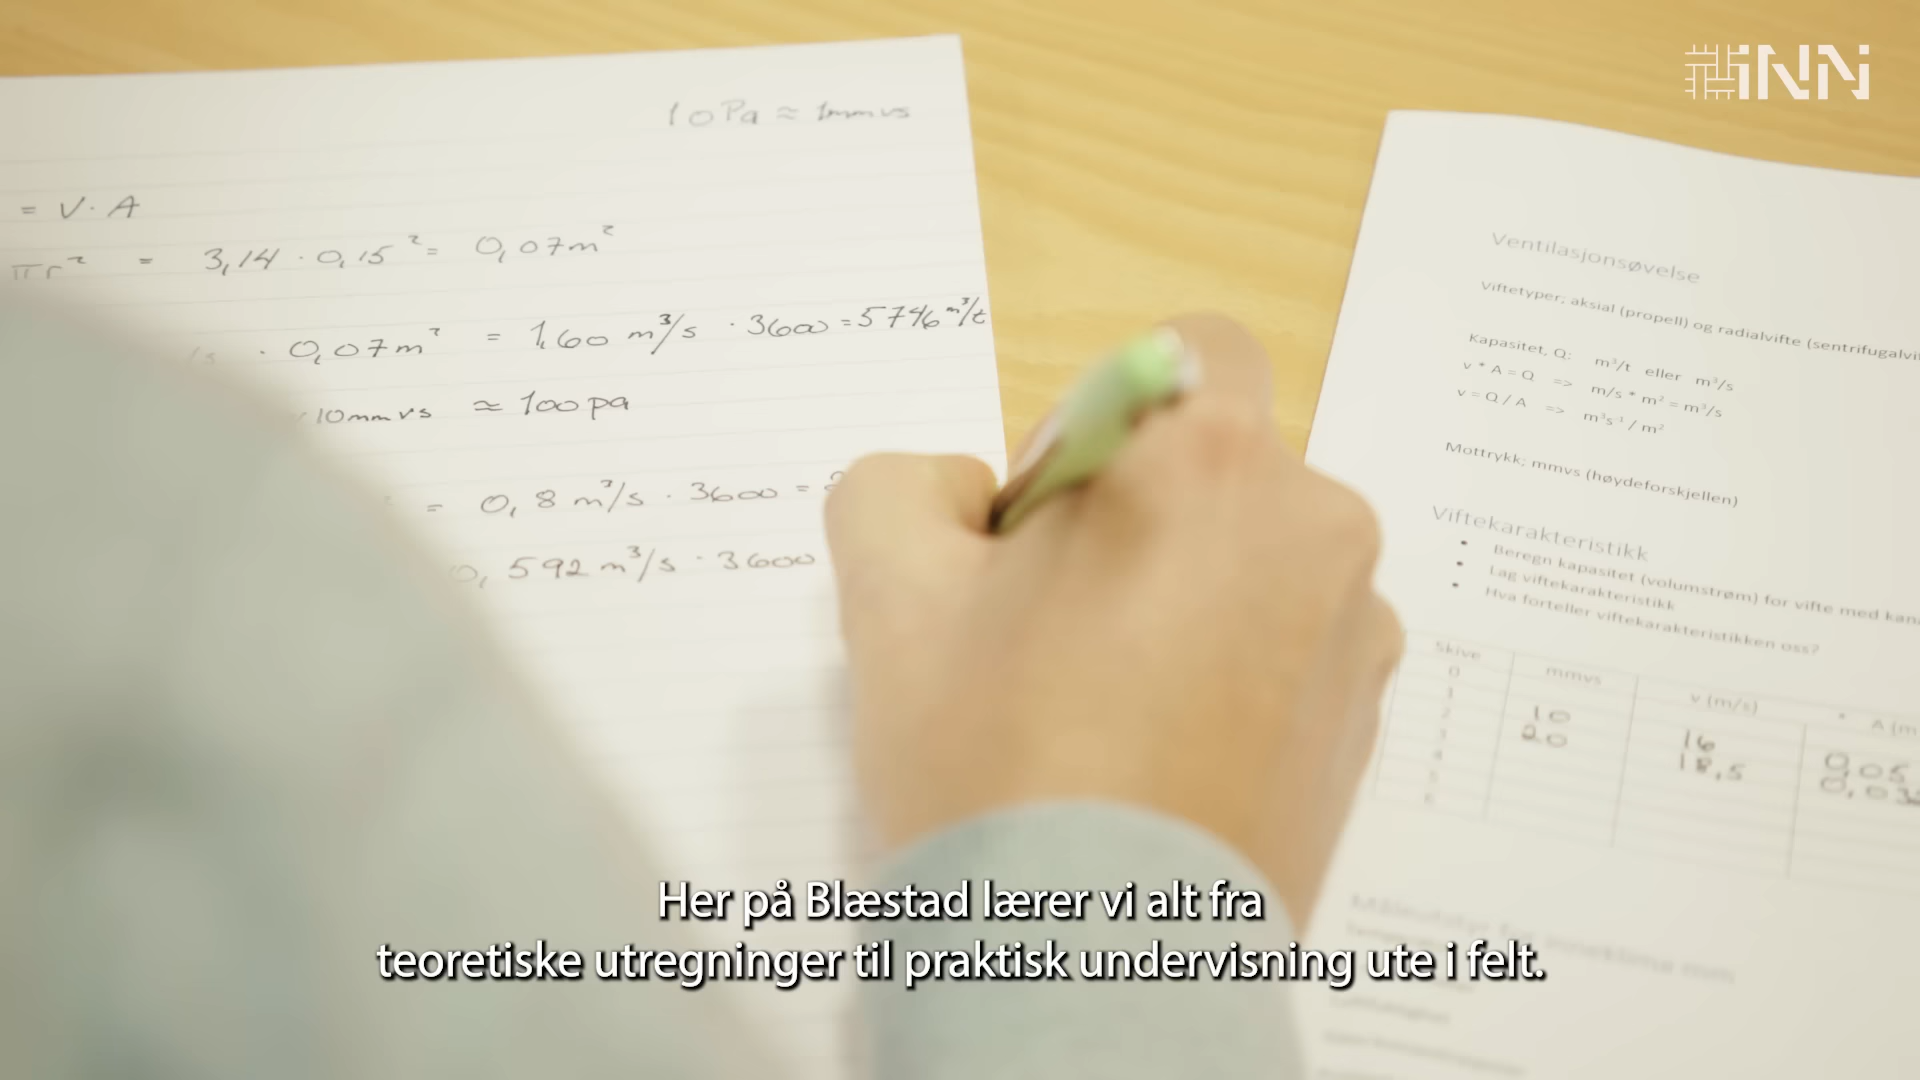 iNN
10 Pa ≈ 1mmvs
= V · A
πr² = 3,14 · 0,15² = 0,07m²
/s · 0,07m² = 1,60 m³/s · 3600 = 5746 m³/t
10mmvs ≈ 100pa
= 0,8 m³/s · 3600 =
0,592 m³/s · 3600
Ventilasjonsøvelse
Viftetyper; aksial (propell) og radialvifte
Kapasitet, Q: m³/t eller m³/s
v * A = Q => m/s * m² = m³/s
v = Q / A => m³s⁻¹ / m²
Mottrykk; mmvs (høydeforskjellen)
Viftekarakteristikk
• Beregn kapasitet (volumstrøm) for vifte med
• Lag viftekarakteristikk
• Hva forteller viftekarakteristikken oss?
Skive mmvs v (m/s) * A
0
1 10 16 0,05
2 20 18,5
3
4
5
6
Her på Blæstad lærer vi alt fra
teoretiske utregninger til praktisk undervisning ute i felt.